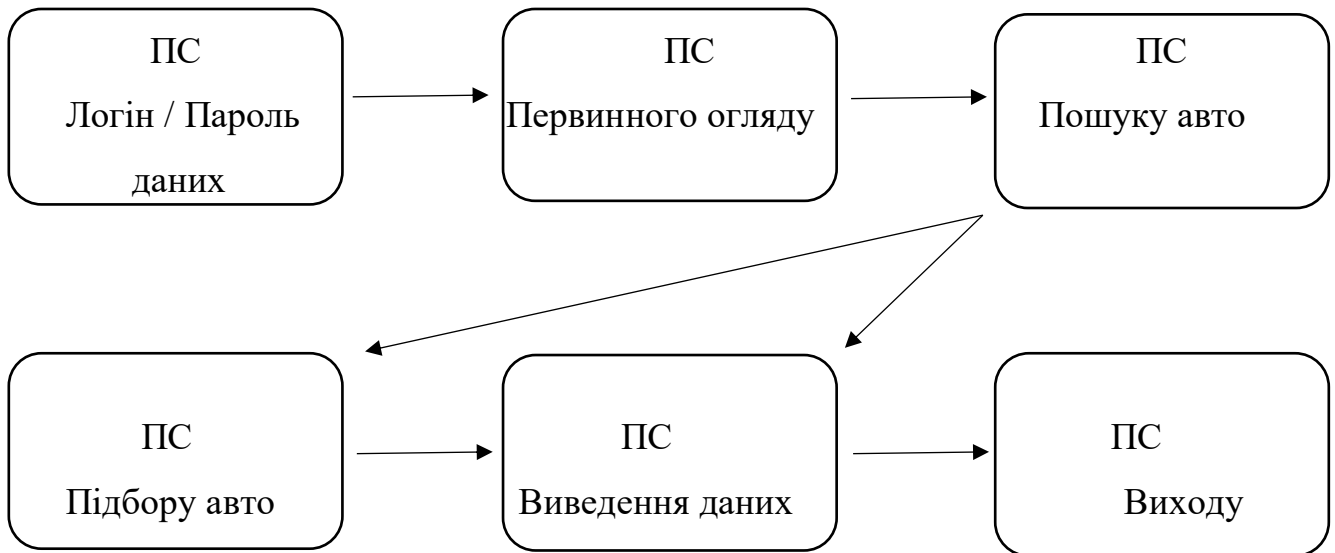 ПС
Логін / Пароль
даних
ПС
Первинного огляду
ПС
Пошуку авто
ПС
Підбору авто
ПС
Виведення даних
ПС
Виходу